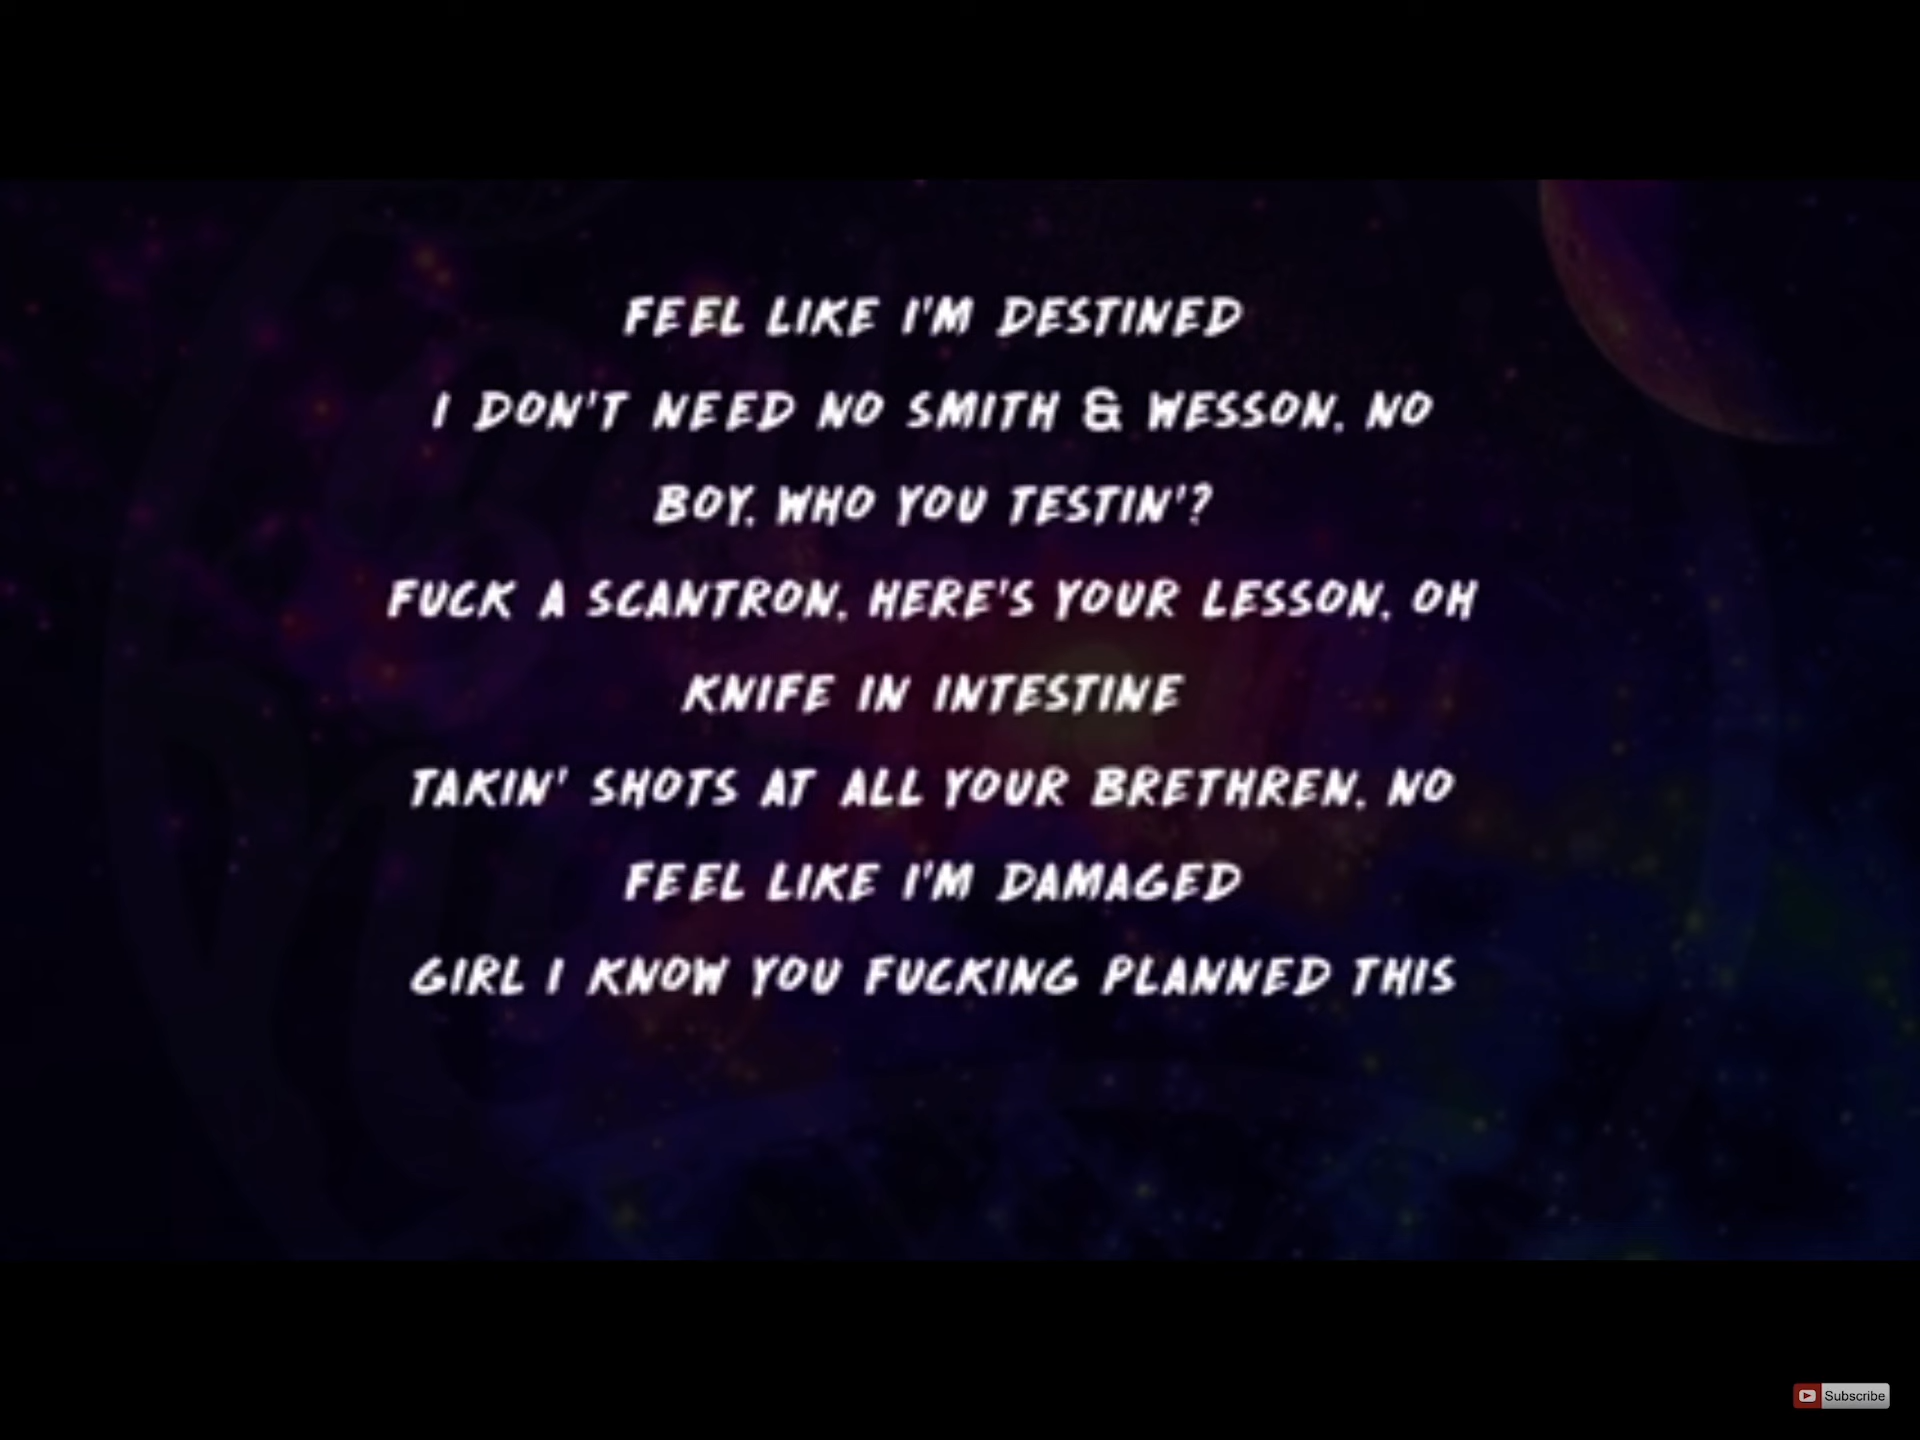 FEEL LIKE I'M DESTINED
I DON'T NEED NO SMITH & WESSON, NO
BOY, WHO YOU TESTIN'?
FUCK A SCANTRON, HERE'S YOUR LESSON, OH
KNIFE IN INTESTINE
TAKIN' SHOTS AT ALL YOUR BRETHREN, NO
FEEL LIKE I'M DAMAGED
GIRL I KNOW YOU FUCKING PLANNED THIS
Subscribe